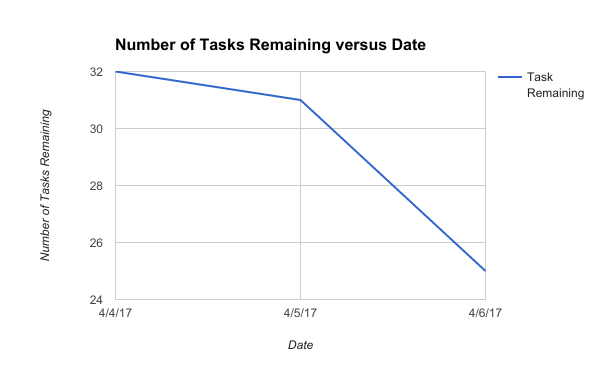 Number of Tasks Remaining versus Date
32
30
28
26
24
Number of Tasks Remaining
4/4/17
4/5/17
4/6/17
Date
Task
Remaining